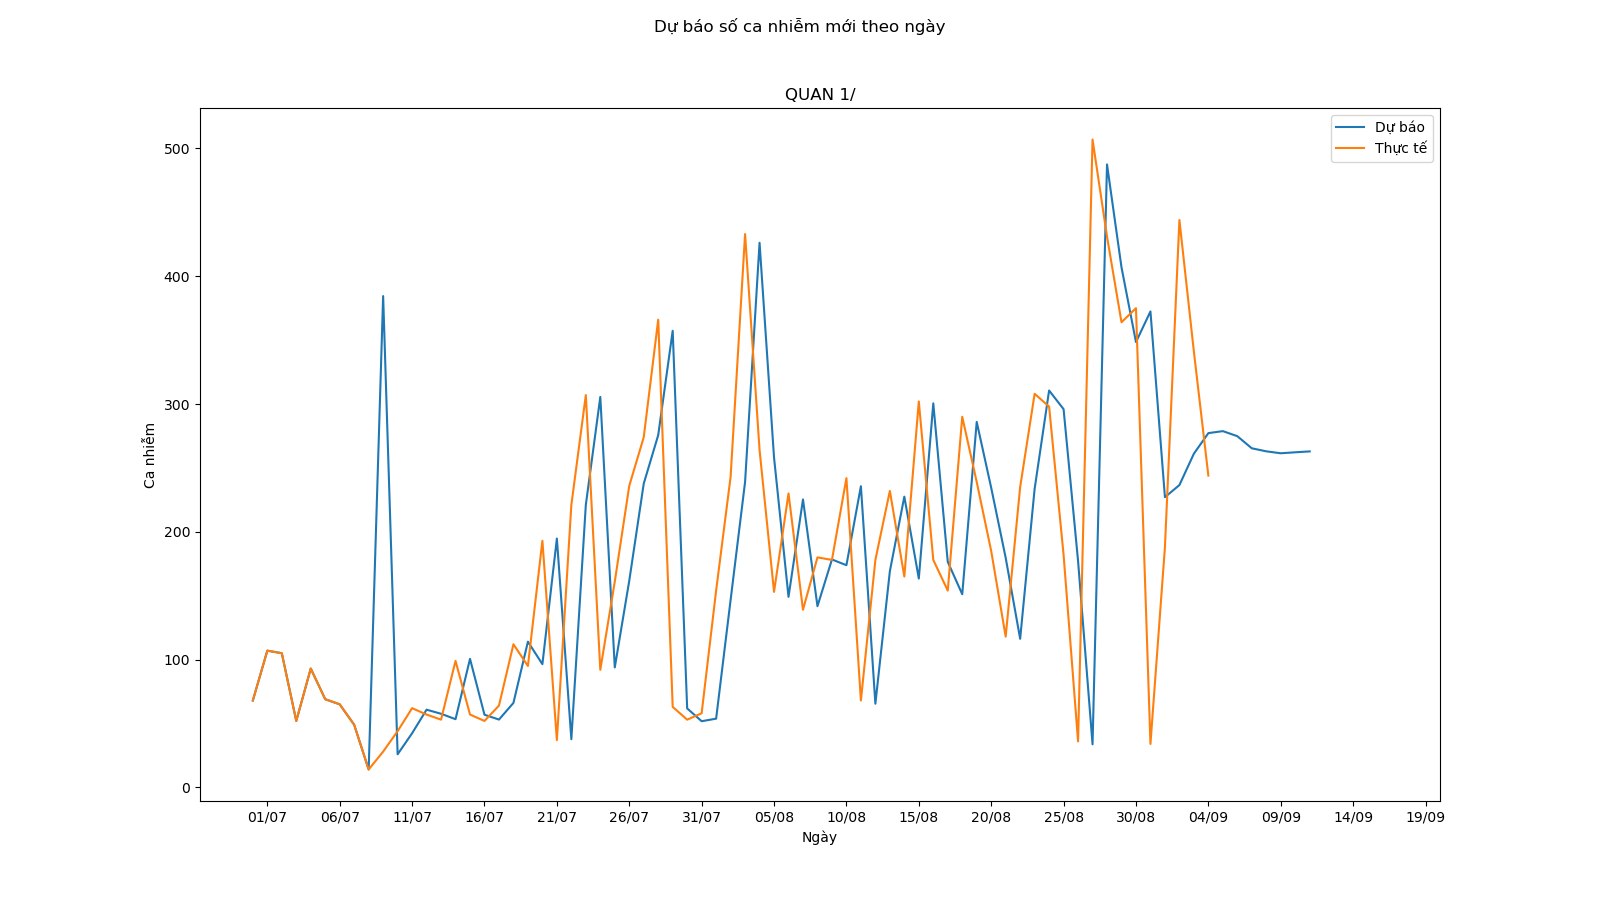 Dự báo số ca nhiễm mới theo ngày
QUAN 1/
Dự báo
Thực tế
500
400
300
200
100
0
Ca nhiễm
01/07 06/07 11/07 16/07 21/07 26/07 31/07 05/08 10/08 15/08 20/08 25/08 30/08 04/09 09/09 14/09 19/09
Ngày